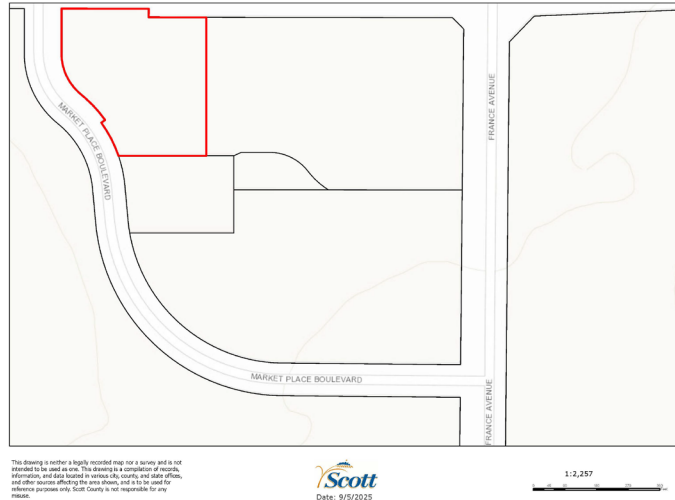 FRANCE AVENUE
MARKET PLACE BOULEVARD
MARKET PLACE BOULEVARD
FRANCE AVENUE
This drawing is neither a legally recorded map nor a survey and is not
intended to be used as one. This drawing is a compilation of records,
information, and data located in various city, county, and state offices,
and other sources affecting the area shown, and is to be used for
reference purposes only. Scott County is not responsible for any
misuse.
Scott
Date: 9/5/2025
1:2,257